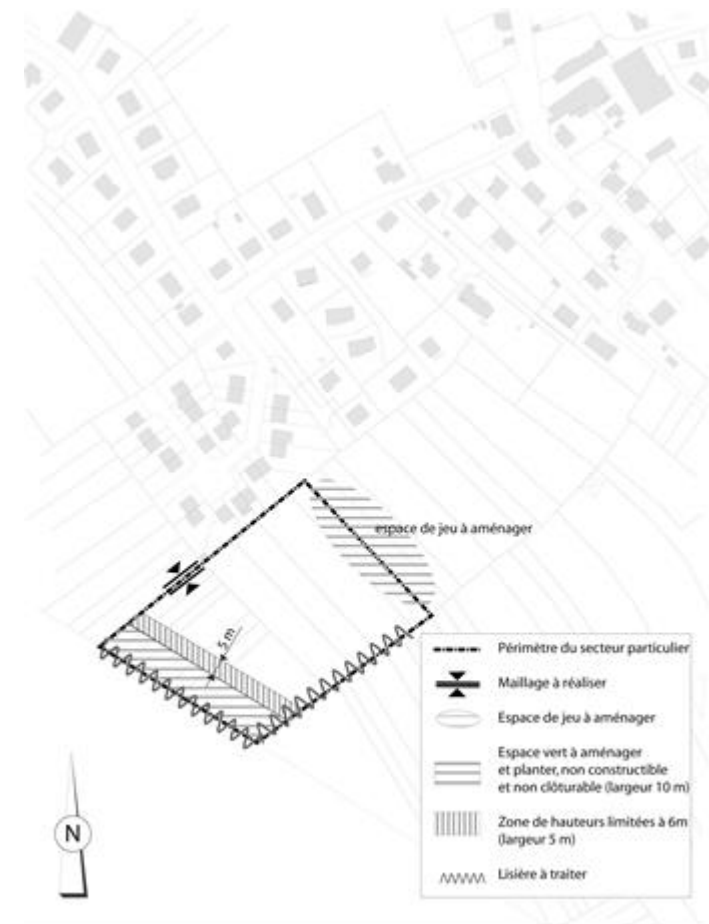 espace de jeu à aménager
5 m
Périmètre du secteur particulier
Maillage à réaliser
Espace de jeu à aménager
Espace vert à aménager
et planter, non constructible
et non clôturable (largeur 10 m)
Zone de hauteurs limitées à 6m
(largeur 5 m)
Lisière à traiter
N